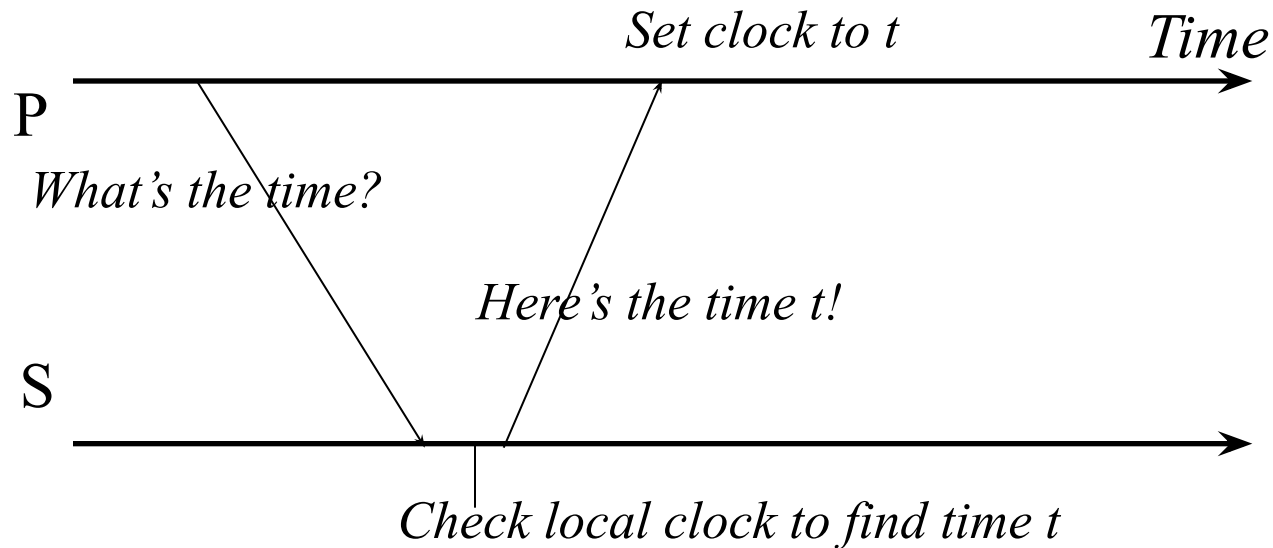 Set clock to t
Time
P
What’s the time?
Here’s the time t!
S
Check local clock to find time t